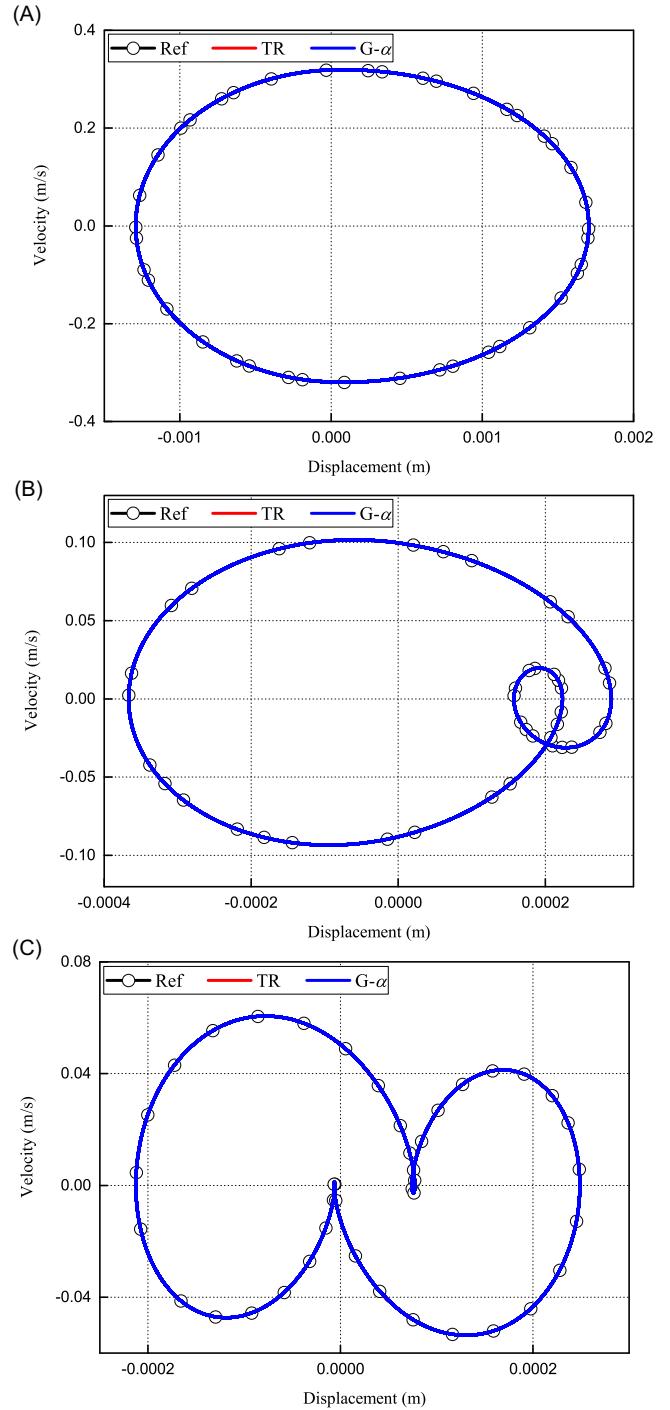 (A)
Ref TR G-α
0.4
0.2
0.0
-0.2
-0.4
Velocity (m/s)
-0.001 0.000 0.001 0.002
Displacement (m)
(B)
Ref TR G-α
0.10
0.05
0.00
-0.05
-0.10
Velocity (m/s)
-0.0004 -0.0002 0.0000 0.0002
Displacement (m)
(C)
Ref TR G-α
0.08
0.04
0.00
-0.04
Velocity (m/s)
-0.0002 0.0000 0.0002
Displacement (m)